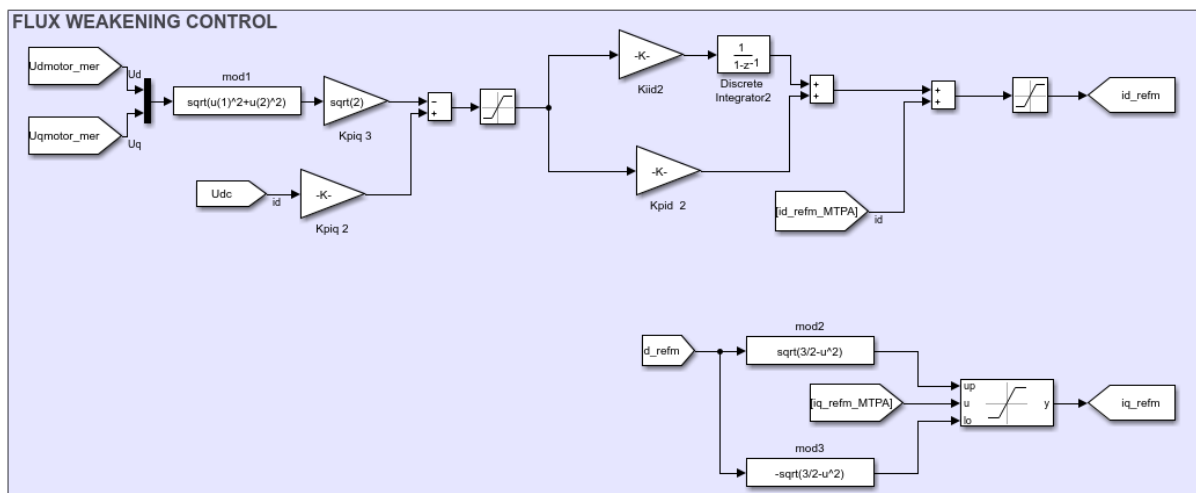 FLUX WEAKENING CONTROL
Udmotor_mer
Ud
mod1
sqrt(u(1)^2+u(2)^2)
sqrt(2)
Kpiq 3
Uqmotor_mer
Uq
−
+
Udc
id
-K-
Kpiq 2
-K-
Kiid2
1
1-z-1
Discrete
Integrator2
+
+
-K-
Kpid 2
+
+
[id_refm_MTPA]
id
id_refm
d_refm
mod2
sqrt(3/2-u^2)
[iq_refm_MTPA]
up
u
lo
y
iq_refm
mod3
-sqrt(3/2-u^2)